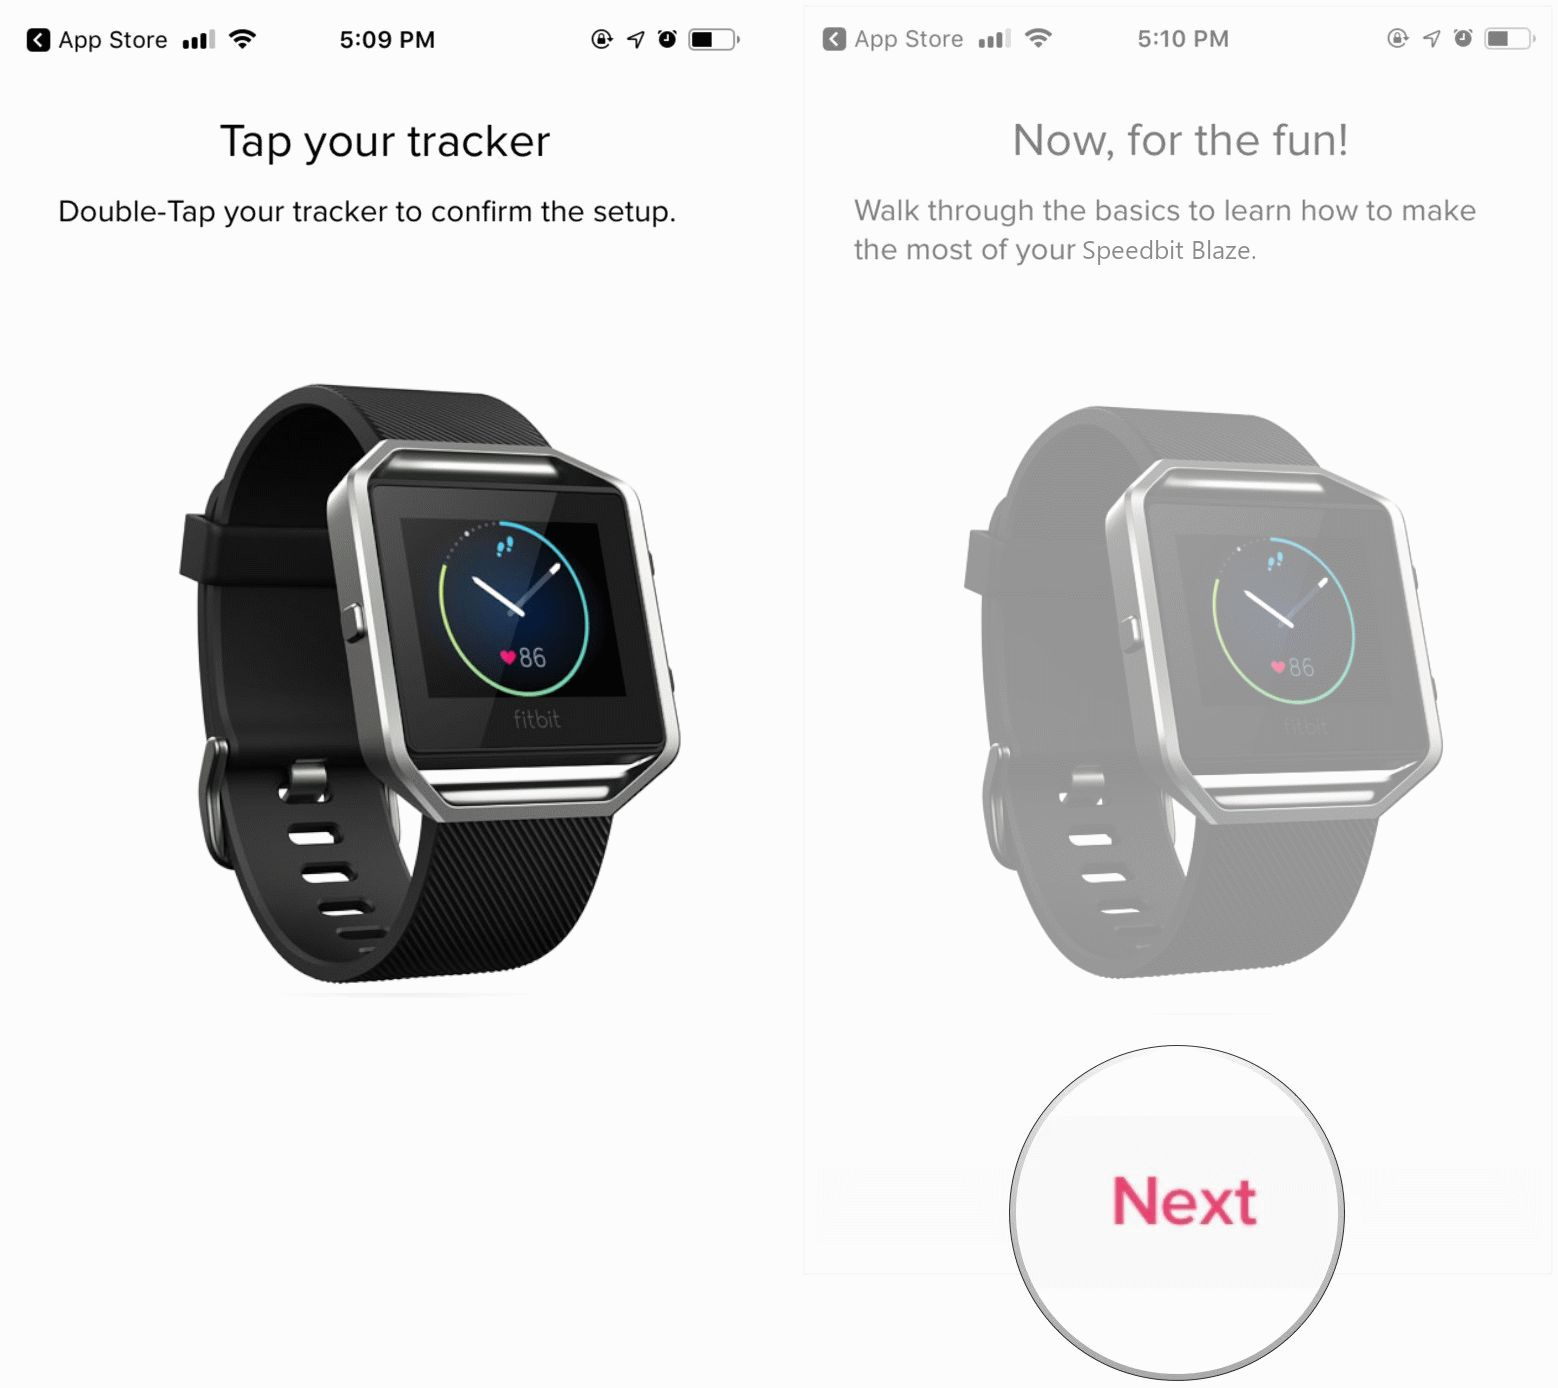 App Store
5:09 PM
Tap your tracker
Double-Tap your tracker to confirm the setup.
86
fitbit
App Store
5:10 PM
Now, for the fun!
Walk through the basics to learn how to make
the most of your Speedbit Blaze.
86
fitbit
Next